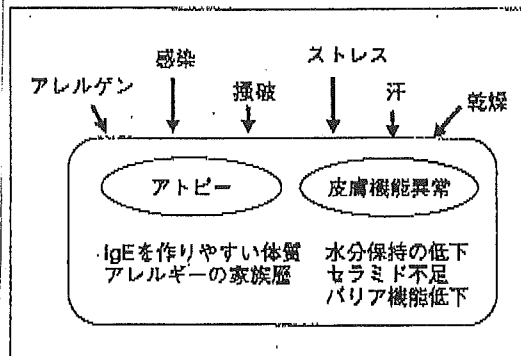 感染
ストレス
アレルゲン
掻破
汗
乾燥
アトピー
皮膚機能異常
IgEを作りやすい体質
アレルギーの家族歴
水分保持の低下
セラミド不足
バリア機能低下